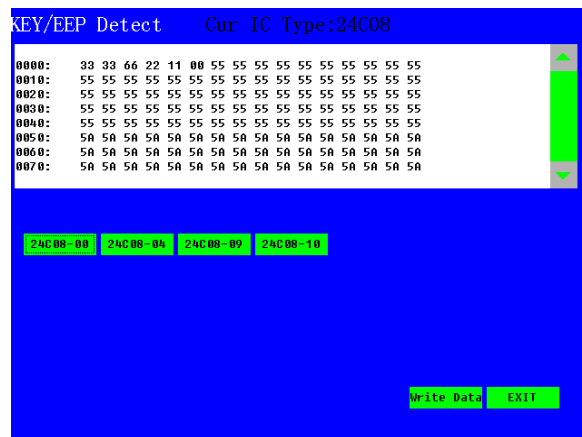 KEY/EEP Detect Cur IC Type:24C08
0000: 33 33 66 22 11 00 55 55 55 55 55 55 55 55 55 55
0010: 55 55 55 55 55 55 55 55 55 55 55 55 55 55 55 55
0020: 55 55 55 55 55 55 55 55 55 55 55 55 55 55 55 55
0030: 55 55 55 55 55 55 55 55 55 55 55 55 55 55 55 55
0040: 55 55 55 55 55 55 55 55 55 55 55 55 55 55 55 55
0050: 5A 5A 5A 5A 5A 5A 5A 5A 5A 5A 5A 5A 5A 5A 5A 5A
0060: 5A 5A 5A 5A 5A 5A 5A 5A 5A 5A 5A 5A 5A 5A 5A 5A
0070: 5A 5A 5A 5A 5A 5A 5A 5A 5A 5A 5A 5A 5A 5A 5A 5A
24C08-00 24C08-04 24C08-09 24C08-10
Write Data EXIT